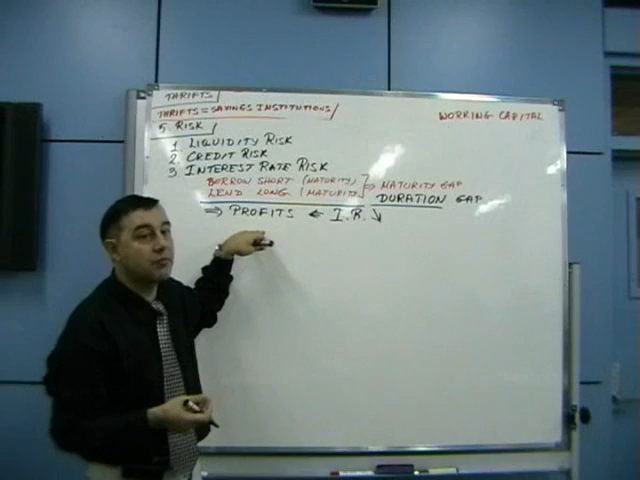 THRIFTS
THRIFTS = SAVINGS INSTITUTIONS
WORKING CAPITAL
5. RISK
1. LIQUIDITY RISK
2. CREDIT RISK
3 INTEREST RATE RISK
BORROW SHORT (MATURITY)
LEND LONG (MATURITY) ⇒ MATURITY GAP
DURATION GAP
⇒ PROFITS ← I.R. ↘